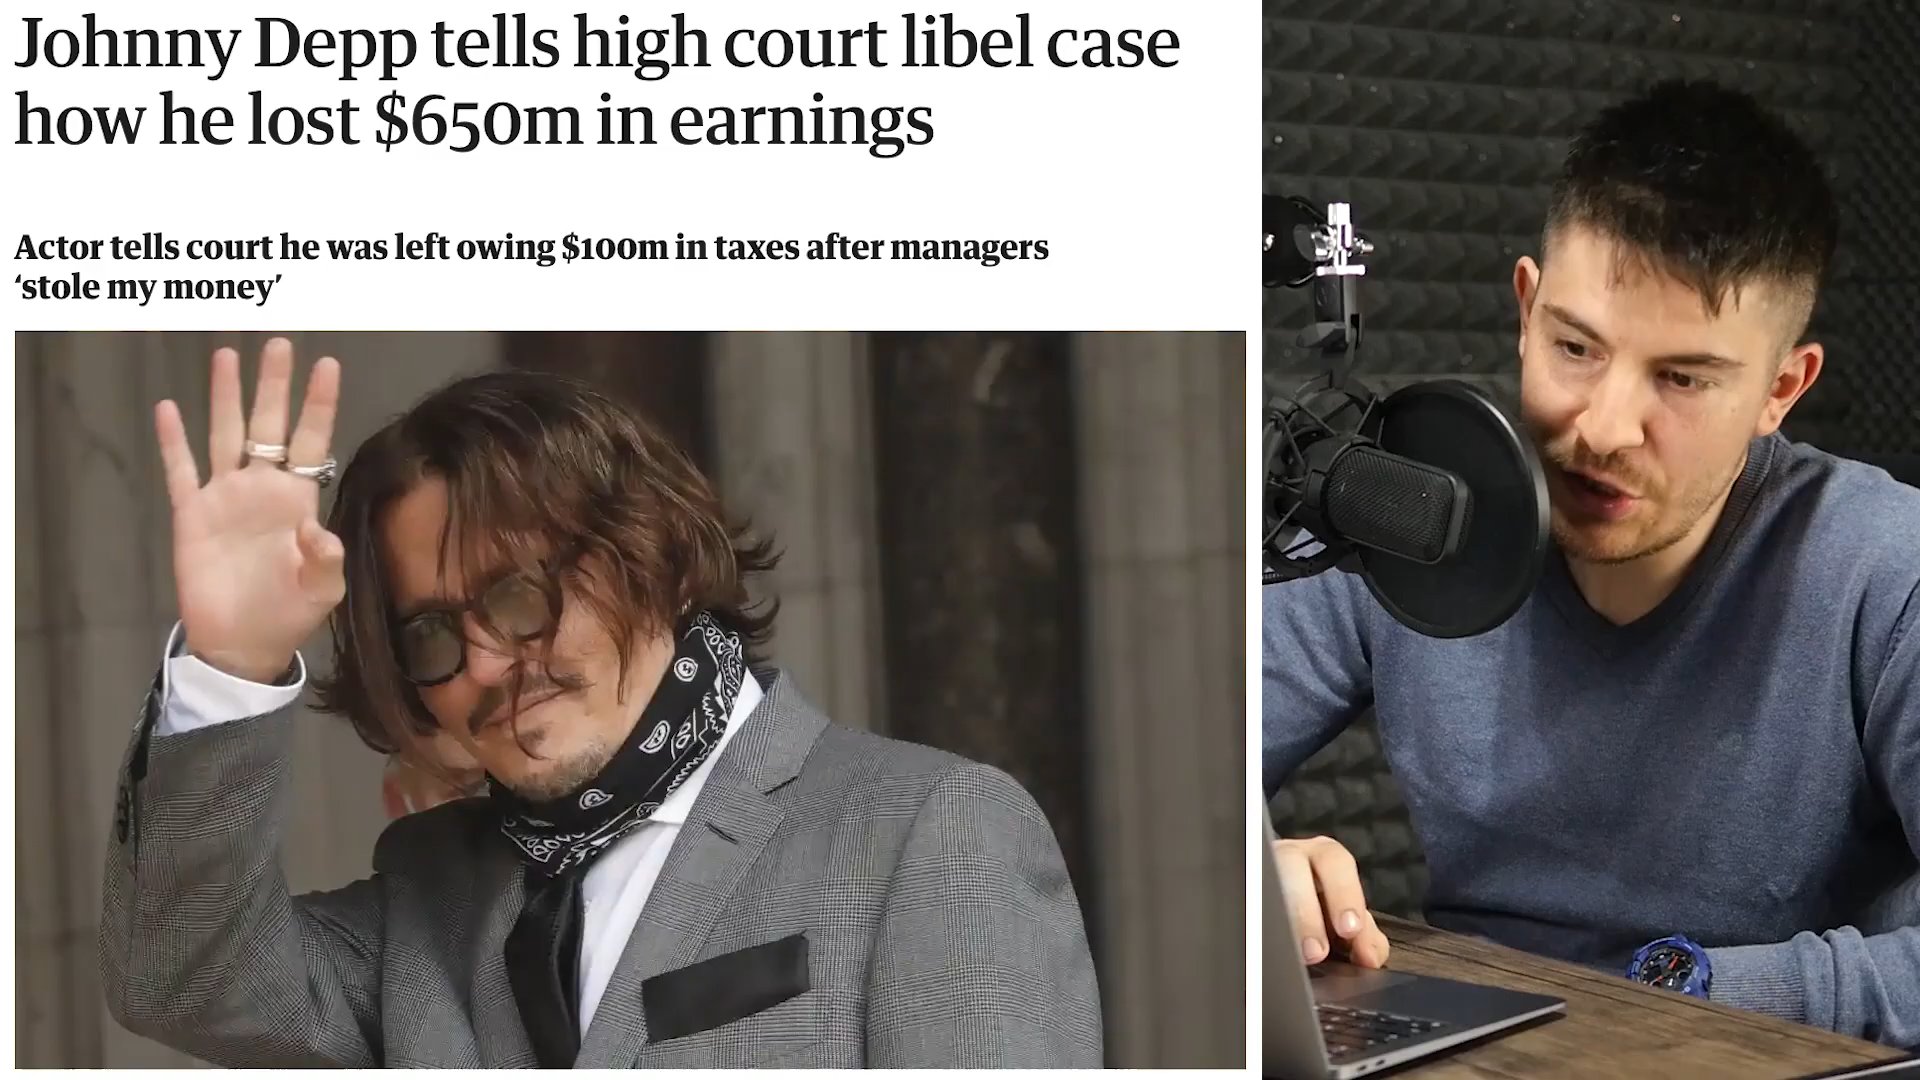 Johnny Depp tells high court libel case
how he lost $650m in earnings
Actor tells court he was left owing $100m in taxes after managers
‘stole my money’